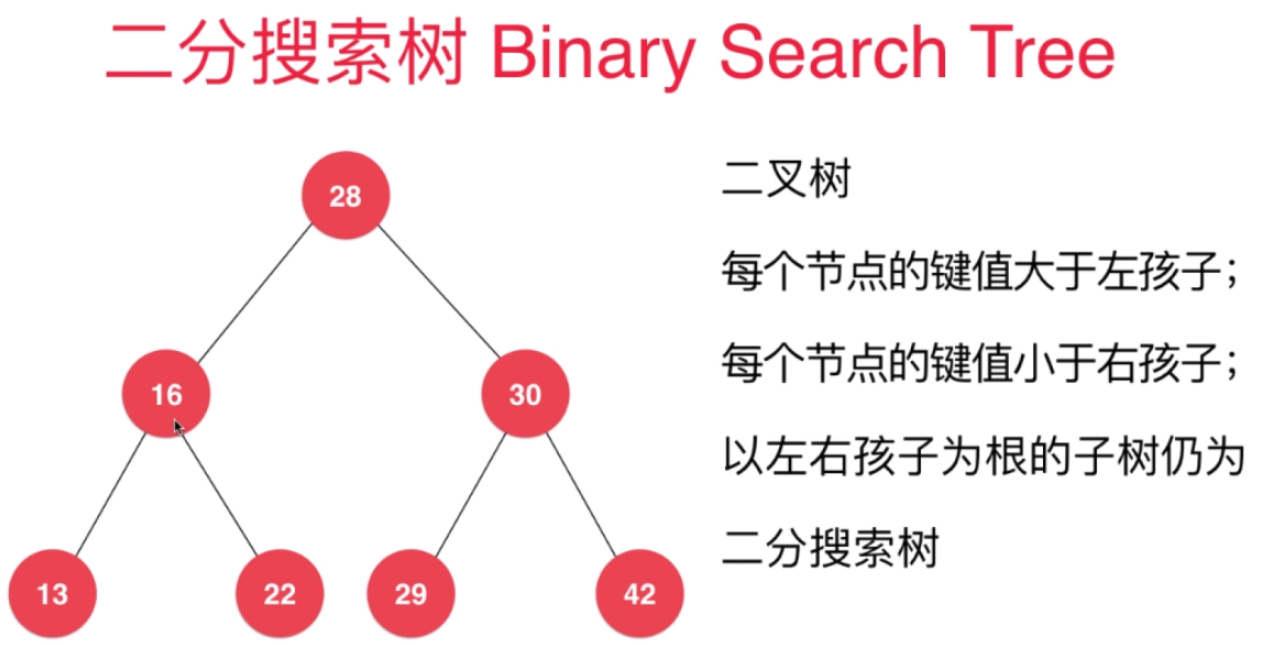 二分搜索树 Binary Search Tree
28
二叉树
每个节点的键值大于左孩子；
16
30
每个节点的键值小于右孩子；
以左右孩子为根的子树仍为
二分搜索树
13
22
29
42